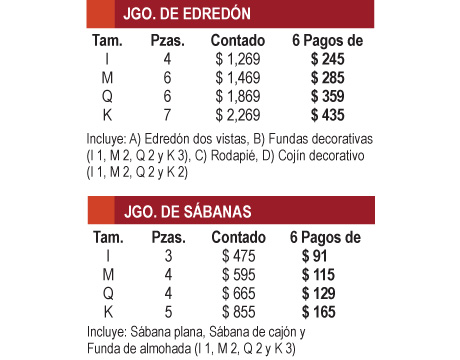 JGO. DE EDREDÓN
Tam. Pzas. Contado 6 Pagos de
I 4 $ 1,269 $ 245
M 6 $ 1,469 $ 285
Q 6 $ 1,869 $ 359
K 7 $ 2,269 $ 435
Incluye: A) Edredón dos vistas, B) Fundas decorativas
(I 1, M 2, Q 2 y K 3), C) Rodapié, D) Cojín decorativo
(I 1, M 2, Q 2 y K 2)
JGO. DE SÁBANAS
Tam. Pzas. Contado 6 Pagos de
I 3 $ 475 $ 91
M 4 $ 595 $ 115
Q 4 $ 665 $ 129
K 5 $ 855 $ 165
Incluye: Sábana plana, Sábana de cajón y
Funda de almohada (I 1, M 2, Q 2 y K 3)